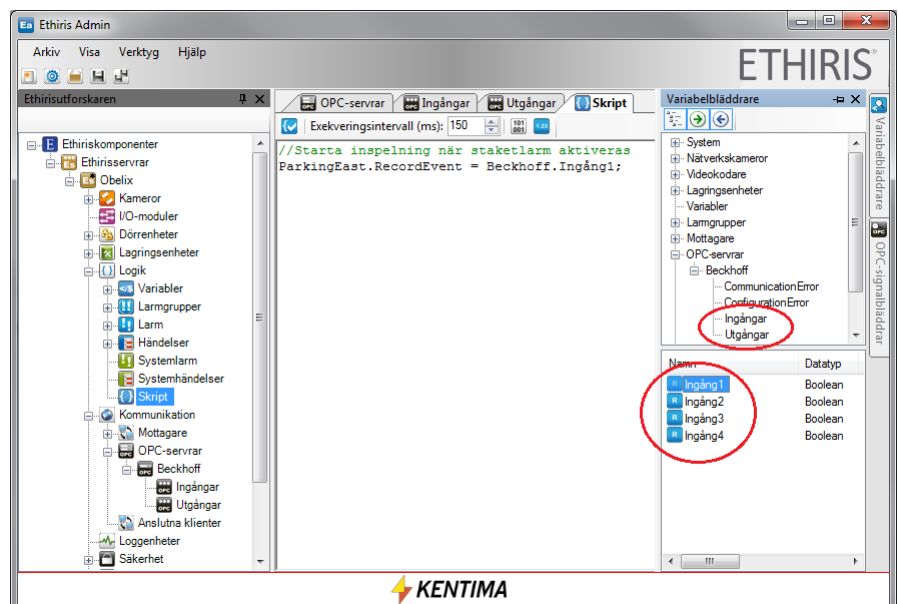 Ea Ethiris Admin
Arkiv Visa Verktyg Hjälp
ETHIRIS
Ethirisutforskaren
Ethiriskomponenter
Ethirisservrar
Obelix
Kameror
I/O-moduler
Dörrenheter
Lagringsenheter
Logik
Variabler
Larmgrupper
Larm
Händelser
Systemlarm
Systemhändelser
Skript
Kommunikation
Mottagare
OPC-servrar
Beckhoff
Ingångar
Utgångar
Anslutna klienter
Loggenheter
Säkerhet
OPC-servrar Ingångar Utgångar Skript
Exekveringsintervall (ms): 150
//Starta inspelning när staketlarm aktiveras
ParkingEast.RecordEvent = Beckhoff.Ingång1;
Variabelbläddrare
System
Nätverkskameror
Videokodare
Lagringsenheter
Variabler
Larmgrupper
Mottagare
OPC-servrar
Beckhoff
CommunicationError
ConfigurationError
Ingångar
Utgångar
Namn Datatyp
R Ingång1 Boolean
R Ingång2 Boolean
R Ingång3 Boolean
R Ingång4 Boolean
Variabelbläddrare
OPC-signalbläddrar
KENTIMA